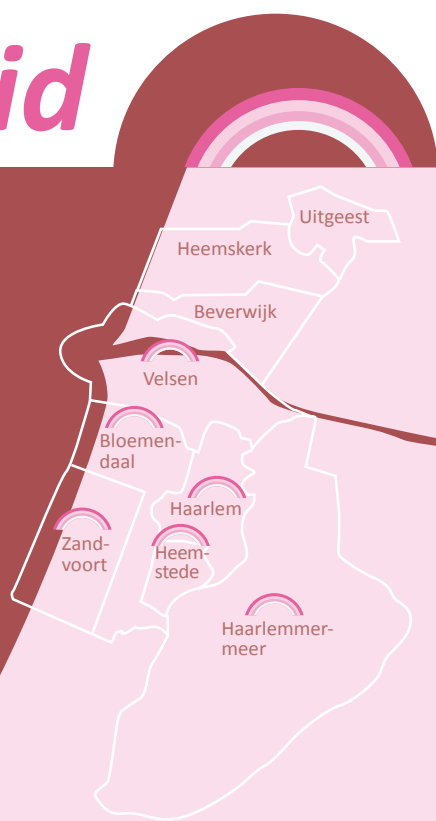 id
Uitgeest
Heemskerk
Beverwijk
Velsen
Bloemen-
daal
Haarlem
Zand-
voort
Heem-
stede
Haarlemmer-
meer